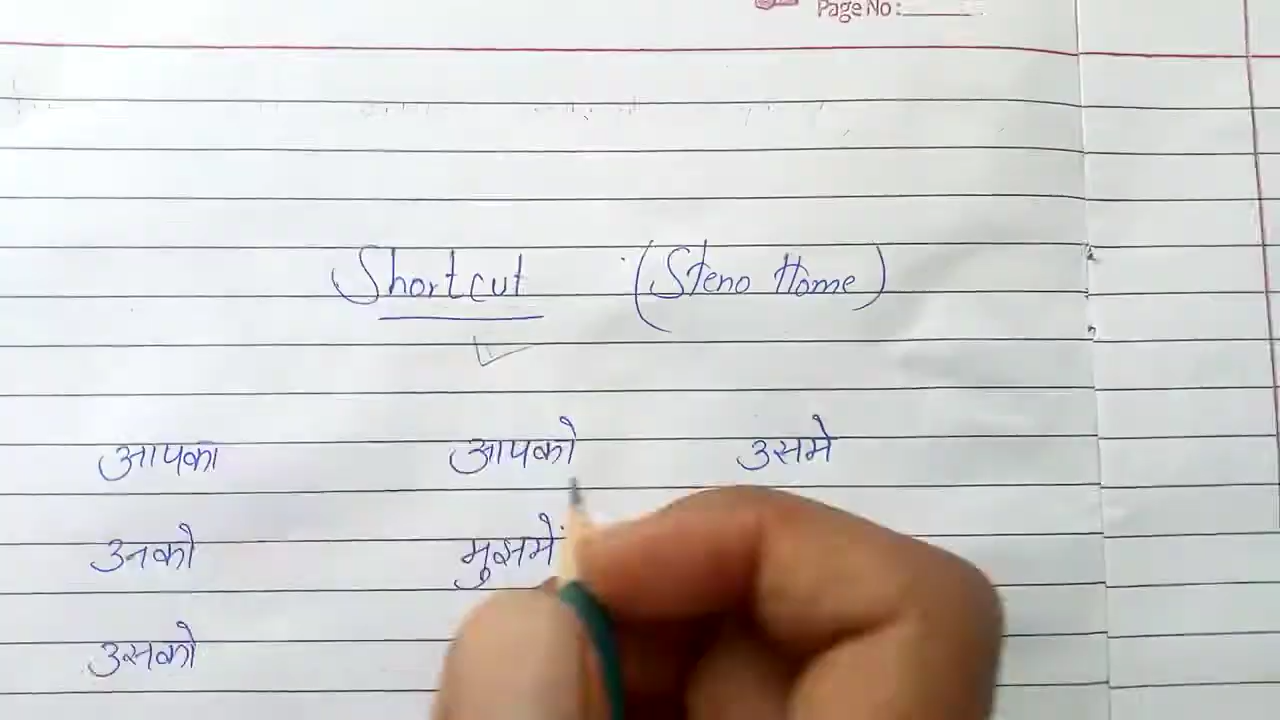 Page No:
Shortcut (Steno Home)
आपका आपको उसमे
उनको मुझमें
उसको